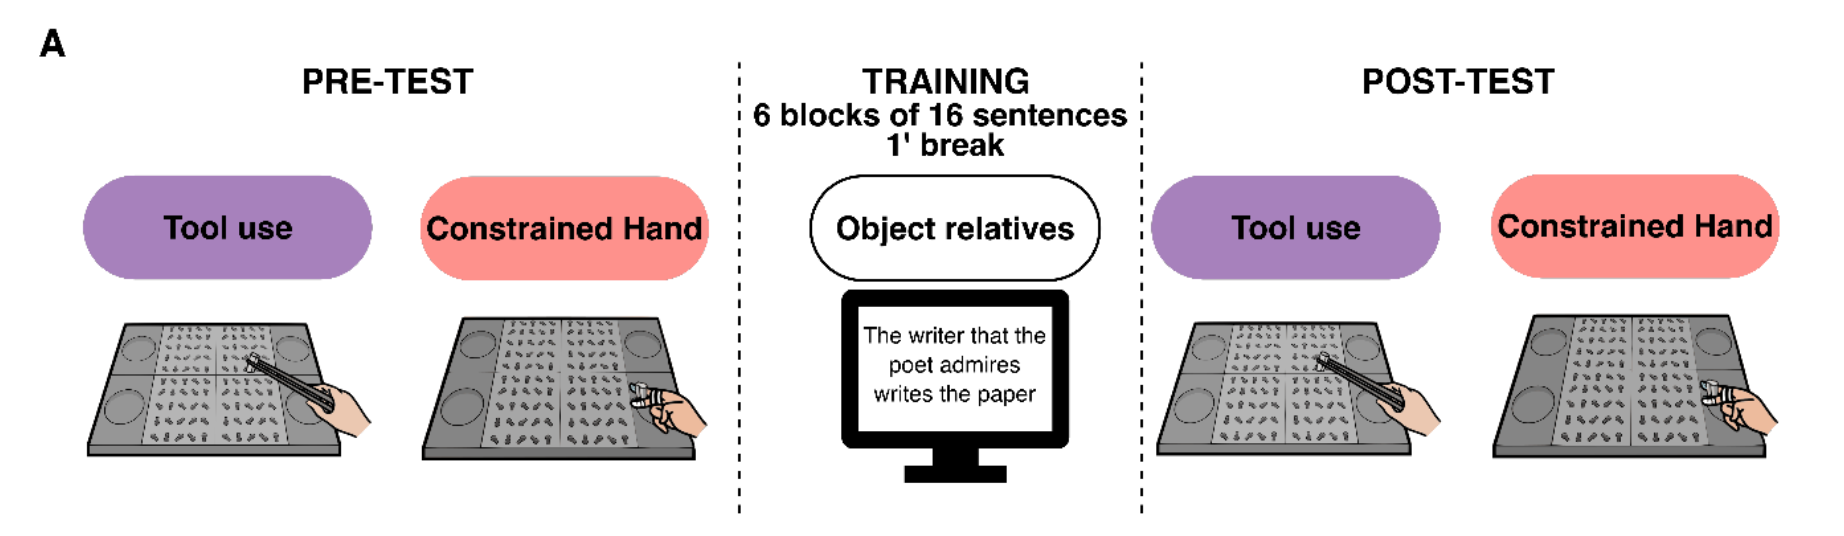 A
PRE-TEST
Tool use
Constrained Hand
TRAINING
6 blocks of 16 sentences
1' break
Object relatives
The writer that the
poet admires
writes the paper
POST-TEST
Tool use
Constrained Hand